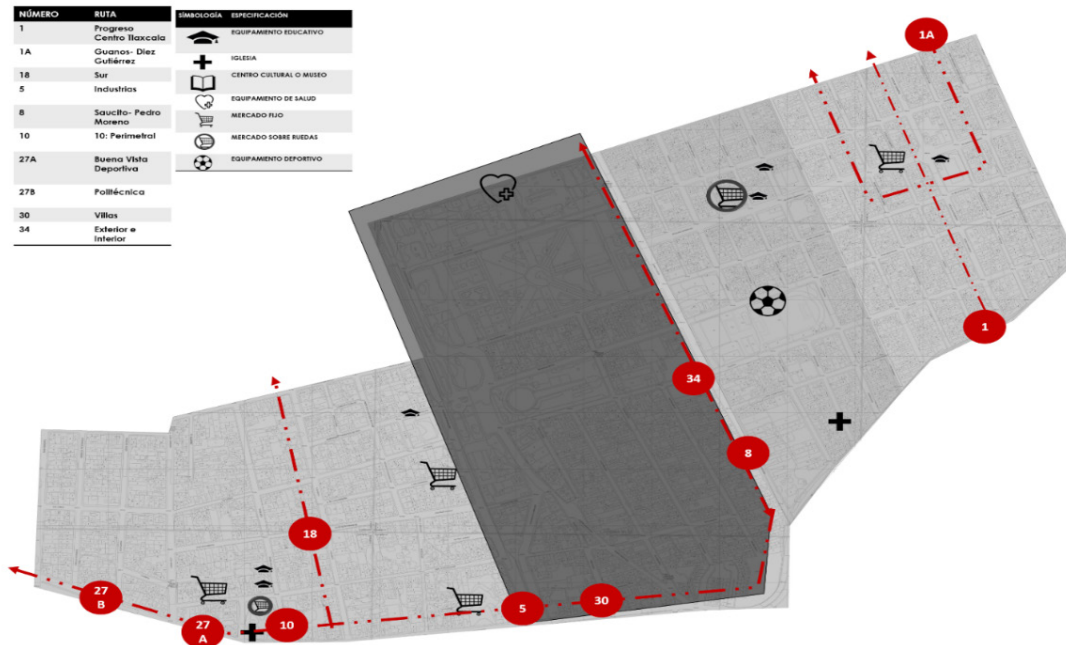 NÚMERO RUTA
1 Progreso
Centro Tlaxcala
1A Guanos- Diez
Gutiérrez
18 Sur
5 Industrias
8 Saucito- Pedro
Moreno
10 10: Perimetral
27A Buena Vista
Deportiva
27B Politécnica
30 Villas
34 Exterior e
Interior
SÍMBOLOGÍA ESPECIFICACIÓN
EQUIPAMIENTO EDUCATIVO
IGLESIA
CENTRO CULTURAL O MUSEO
EQUIPAMIENTO DE SALUD
MERCADO FIJO
MERCADO SOBRE RUEDAS
EQUIPAMIENTO DEPORTIVO
1A
1
34
8
18
27
B
27
A
10
5
30